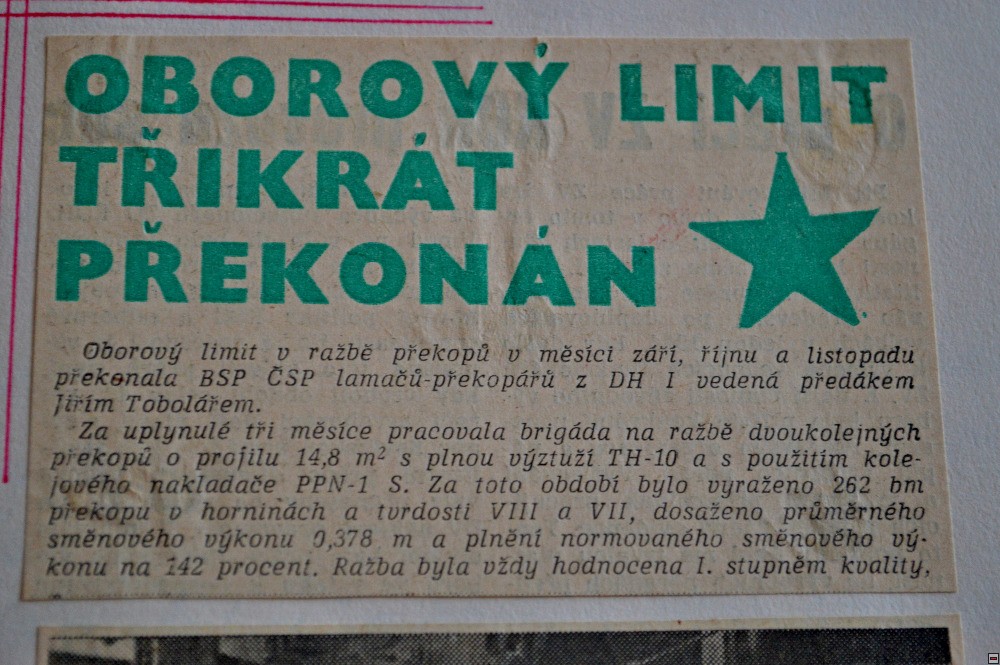 OBOROVÝ LIMIT
TŘIKRÁT
PŘEKONÁN
Oborový limit v ražbě překopů v měsíci září, říjnu a listopadu
překonala BSP ČSP lamačů-překopářů z DH I vedená předákem
Jiřím Tobolářem.
Za uplynulé tři měsíce pracovala brigáda na ražbě dvoukolejných
překopů o profilu 14,8 m² s plnou výztuží TH-10 a s použitím kole-
jového nakladače PPN-1 S. Za toto období bylo vyraženo 262 bm
překopu v horninách a tvrdosti VIII a VII, dosaženo průměrného
směnového výkonu 0,378 m a plnění normovaného směnového vý-
konu na 142 procent. Ražba byla vždy hodnocena I. stupněm kvality,